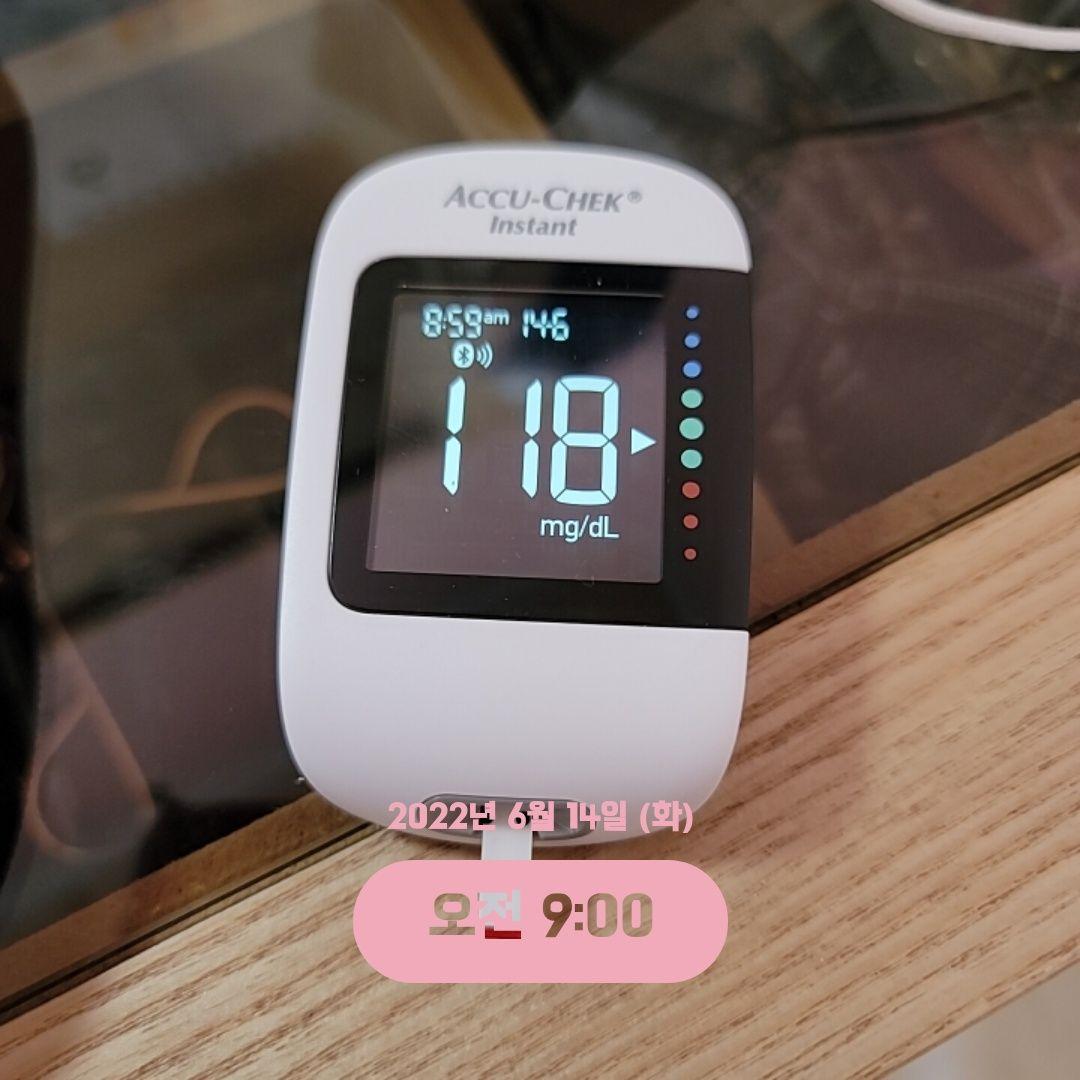 ACCU-CHEK®
Instant
8:59am 14-6
118
mg/dL
2022년 6월 14일 (화)
오전 9:00